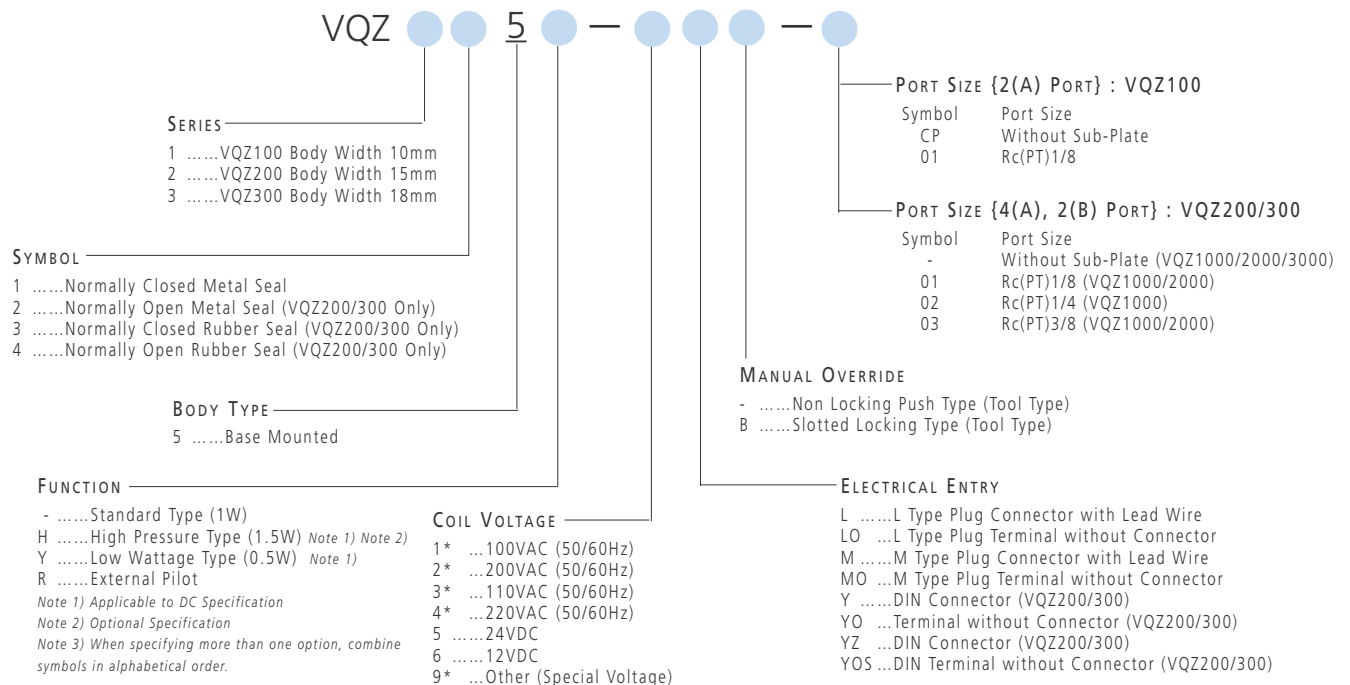 VQZ 5 — —
PORT SIZE {2(A) PORT} : VQZ100
Symbol Port Size
CP Without Sub-Plate
01 Rc(PT)1/8
SERIES
1 ......VQZ100 Body Width 10mm
2 ......VQZ200 Body Width 15mm
3 ......VQZ300 Body Width 18mm
PORT SIZE {4(A), 2(B) PORT} : VQZ200/300
Symbol Port Size
- Without Sub-Plate (VQZ1000/2000/3000)
01 Rc(PT)1/8 (VQZ1000/2000)
02 Rc(PT)1/4 (VQZ1000)
03 Rc(PT)3/8 (VQZ1000/2000)
SYMBOL
1 ......Normally Closed Metal Seal
2 ......Normally Open Metal Seal (VQZ200/300 Only)
3 ......Normally Closed Rubber Seal (VQZ200/300 Only)
4 ......Normally Open Rubber Seal (VQZ200/300 Only)
MANUAL OVERRIDE
- ......Non Locking Push Type (Tool Type)
B ......Slotted Locking Type (Tool Type)
BODY TYPE
5 ......Base Mounted
FUNCTION
- ......Standard Type (1W)
H ......High Pressure Type (1.5W) Note 1) Note 2)
Y ......Low Wattage Type (0.5W) Note 1)
R ......External Pilot
Note 1) Applicable to DC Specification
Note 2) Optional Specification
Note 3) When specifying more than one option, combine
symbols in alphabetical order.
COIL VOLTAGE
1* ...100VAC (50/60Hz)
2* ...200VAC (50/60Hz)
3* ...110VAC (50/60Hz)
4* ...220VAC (50/60Hz)
5 ......24VDC
6 ......12VDC
9* ...Other (Special Voltage)
ELECTRICAL ENTRY
L ......L Type Plug Connector with Lead Wire
LO ...L Type Plug Terminal without Connector
M ......M Type Plug Connector with Lead Wire
MO ...M Type Plug Terminal without Connector
Y ......DIN Connector (VQZ200/300)
YO ...Terminal without Connector (VQZ200/300)
YZ ...DIN Connector (VQZ200/300)
YOS ...DIN Terminal without Connector (VQZ200/300)